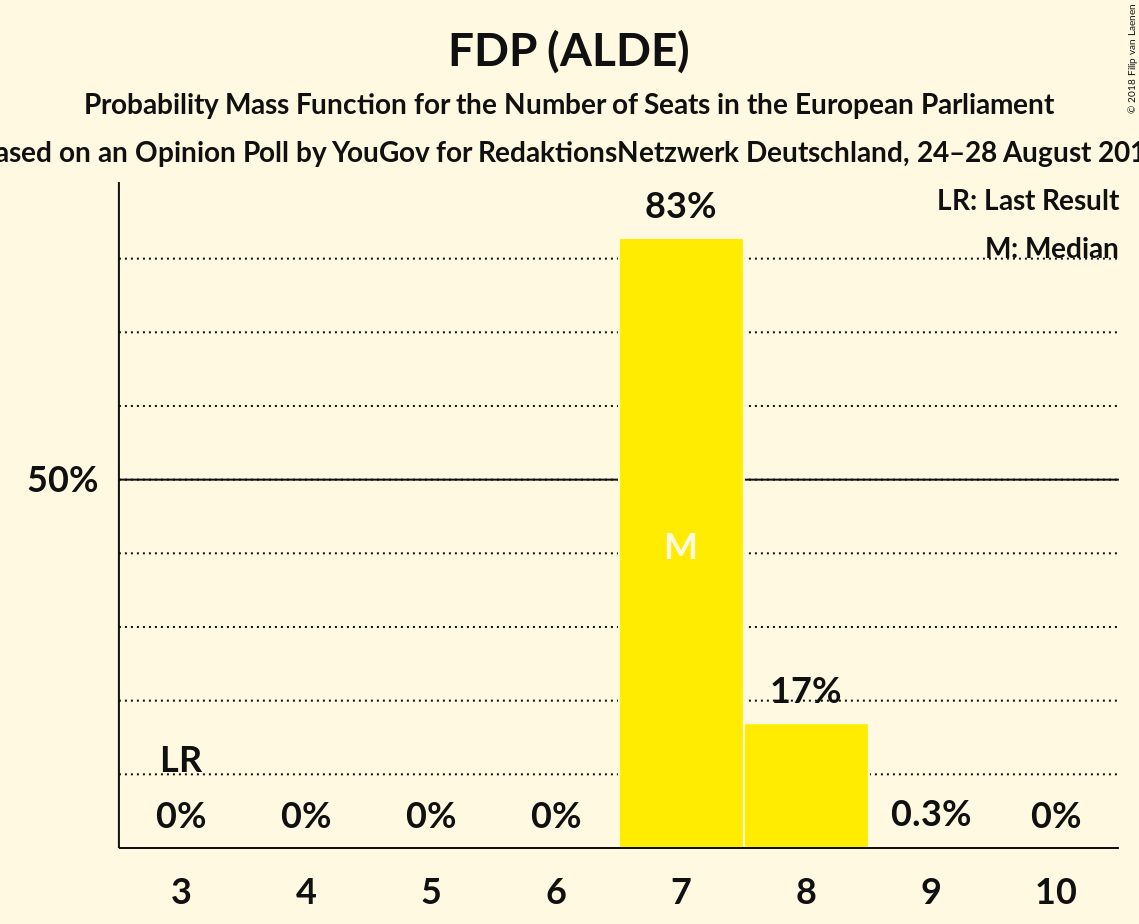 FDP (ALDE)
Probability Mass Function for the Number of Seats in the European Parliament
on an Opinion Poll by YouGov for RedaktionsNetzwerk Deutschland, 24–28 August
© 2018 Filip van Laenen
LR: Last Result
M: Median
83%
50%
M
17%
LR
0% 0% 0% 0% 0.3% 0%
3 4 5 6 7 8 9 10